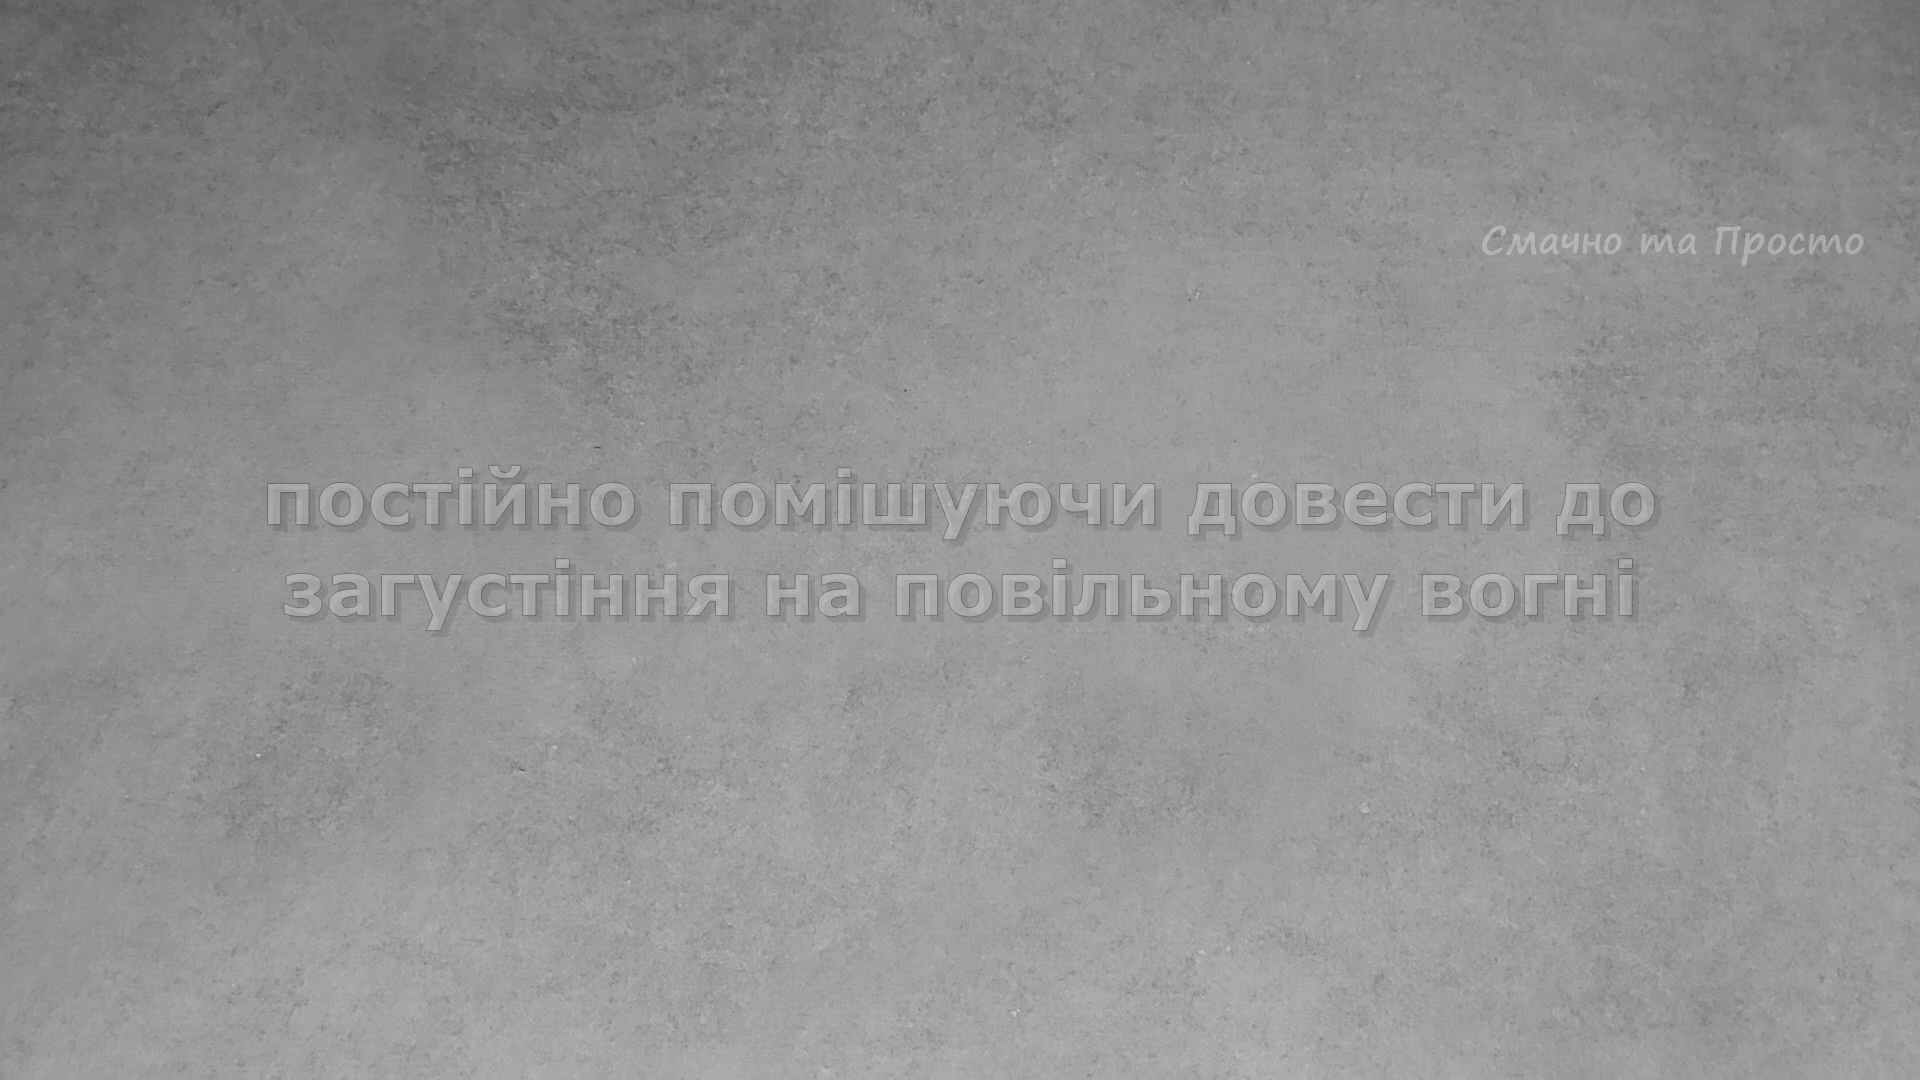 Смачно та Просто
постійно помішуючи довести до
загустіння на повільному вогні